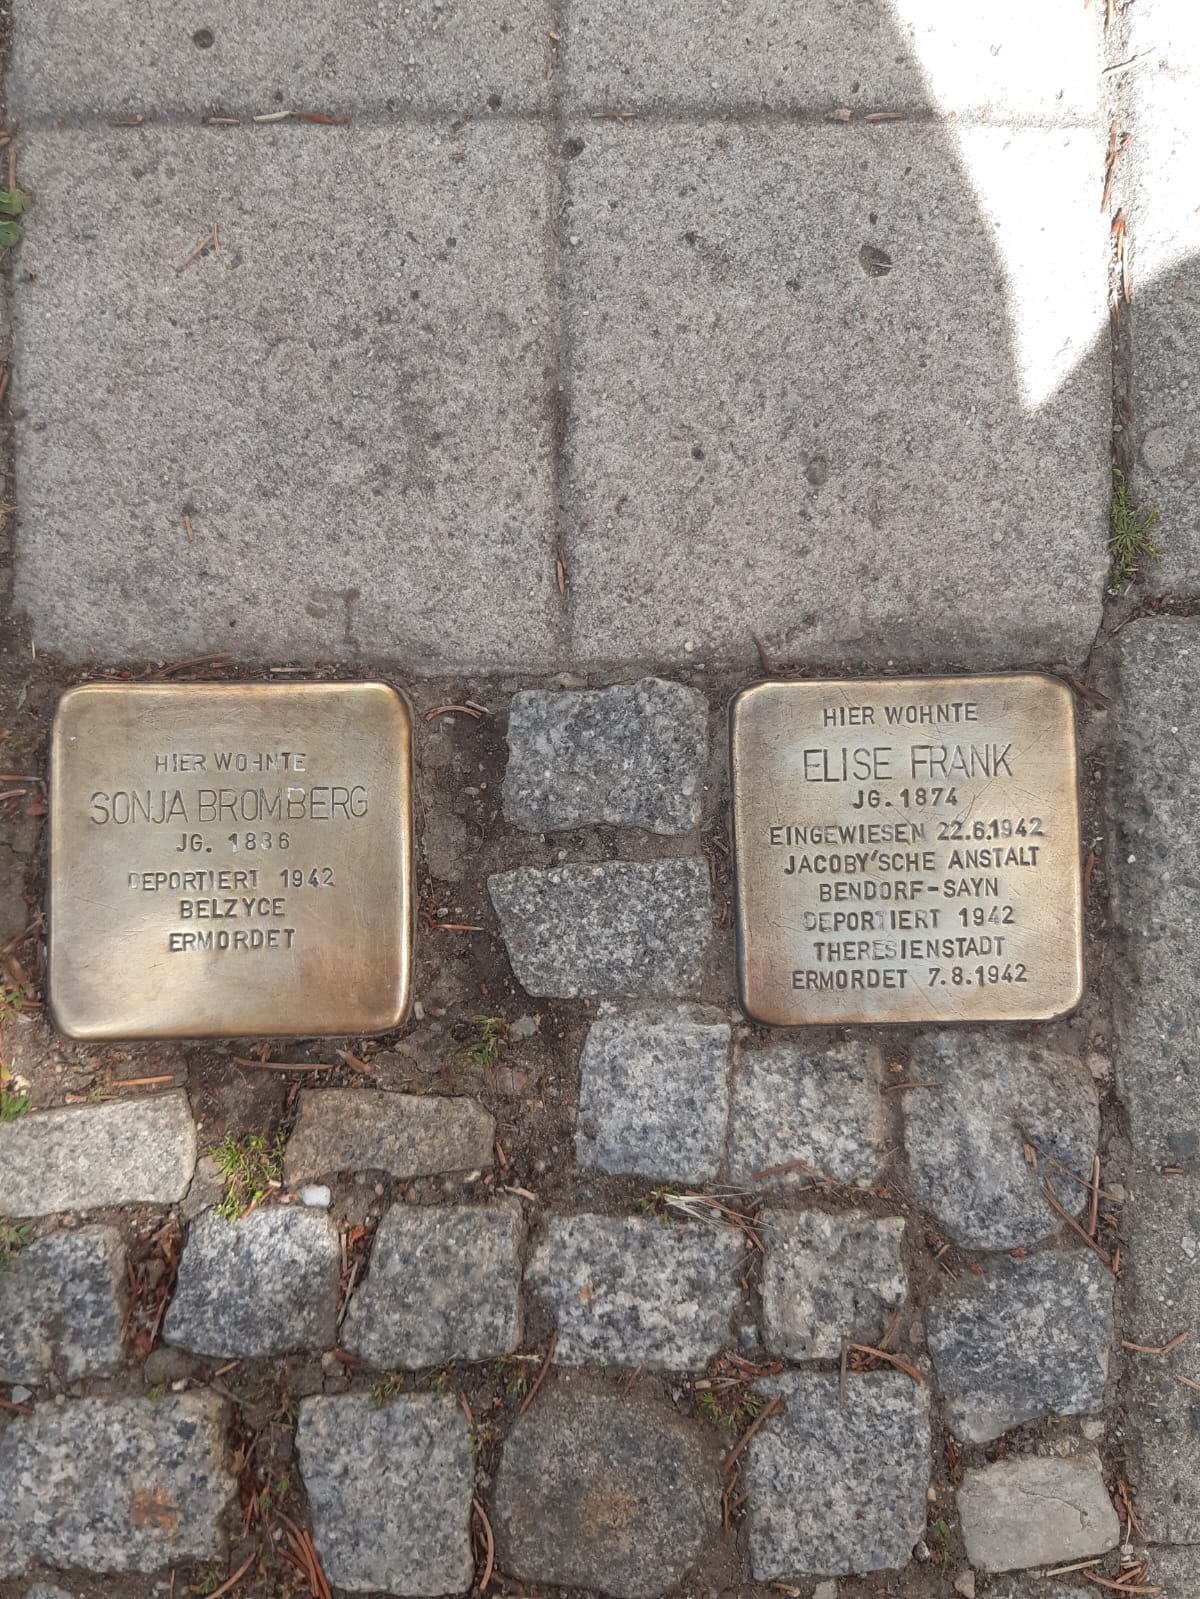 HIER WOHNTE
SONJA BROMBERG
JG. 1886
DEPORTIERT 1942
BELZYCE
ERMORDET
HIER WOHNTE
ELISE FRANK
JG. 1874
EINGEWIESEN 22.6.1942
JACOBY'SCHE ANSTALT
BENDORF-SAYN
DEPORTIERT 1942
THERESIENSTADT
ERMORDET 7.8.1942